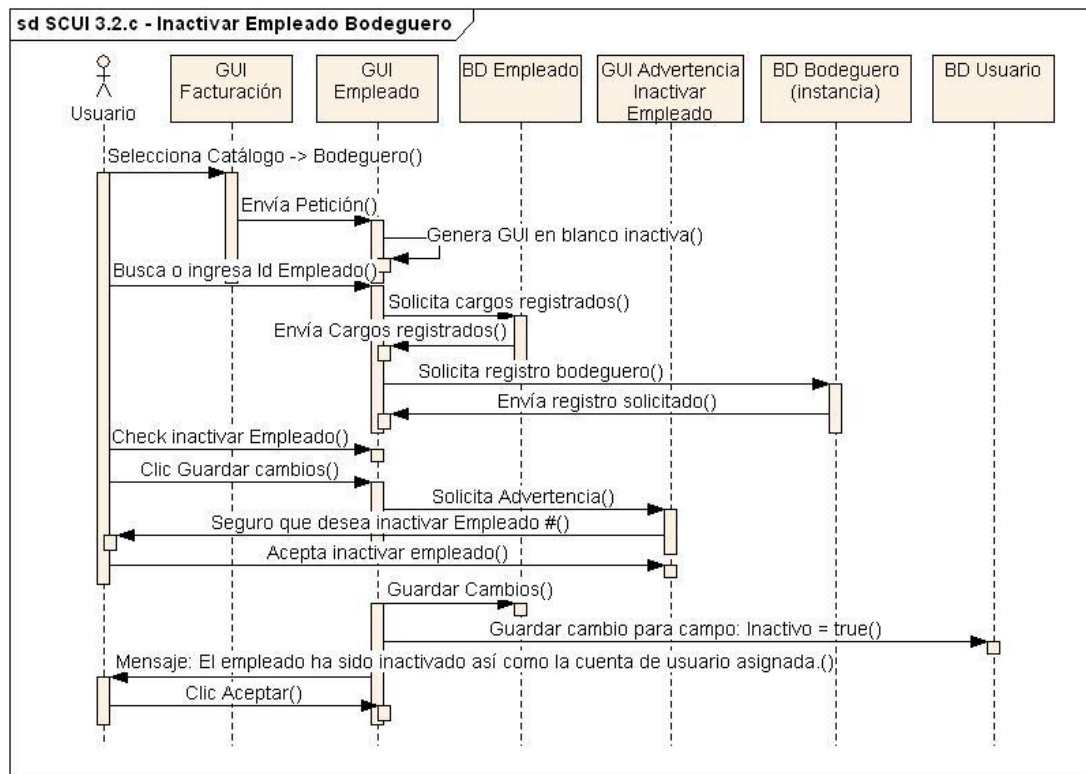 sd SCUI 3.2.c - Inactivar Empleado Bodeguero
Usuario
GUI
Facturación
GUI
Empleado
BD Empleado
GUI Advertencia
Inactivar
Empleado
BD Bodeguero
(instancia)
BD Usuario
Selecciona Catálogo -> Bodeguero()
Envía Petición()
Genera GUI en blanco inactiva()
Busca o ingresa Id Empleado()
Solicita cargos registrados()
Envía Cargos registrados()
Solicita registro bodeguero()
Envía registro solicitado()
Check inactivar Empleado()
Clic Guardar cambios()
Solicita Advertencia()
Seguro que desea inactivar Empleado #()
Acepta inactivar empleado()
Guardar Cambios()
Guardar cambio para campo: Inactivo = true()
Mensaje: El empleado ha sido inactivado así como la cuenta de usuario asignada.()
Clic Aceptar()